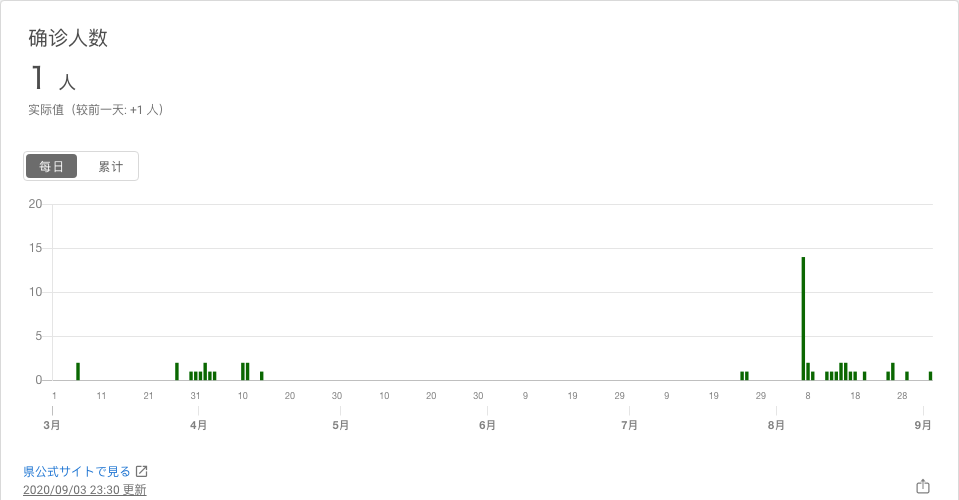 确诊人数
1 人
实际值（较前一天: +1 人）
每日 累计
20
15
10
5
0
1 11 21 31 10 20 30 10 20 30 9 19 29 9 19 29 8 18 28
3月 4月 5月 6月 7月 8月 9月
県公式サイトで見る
2020/09/03 23:30 更新